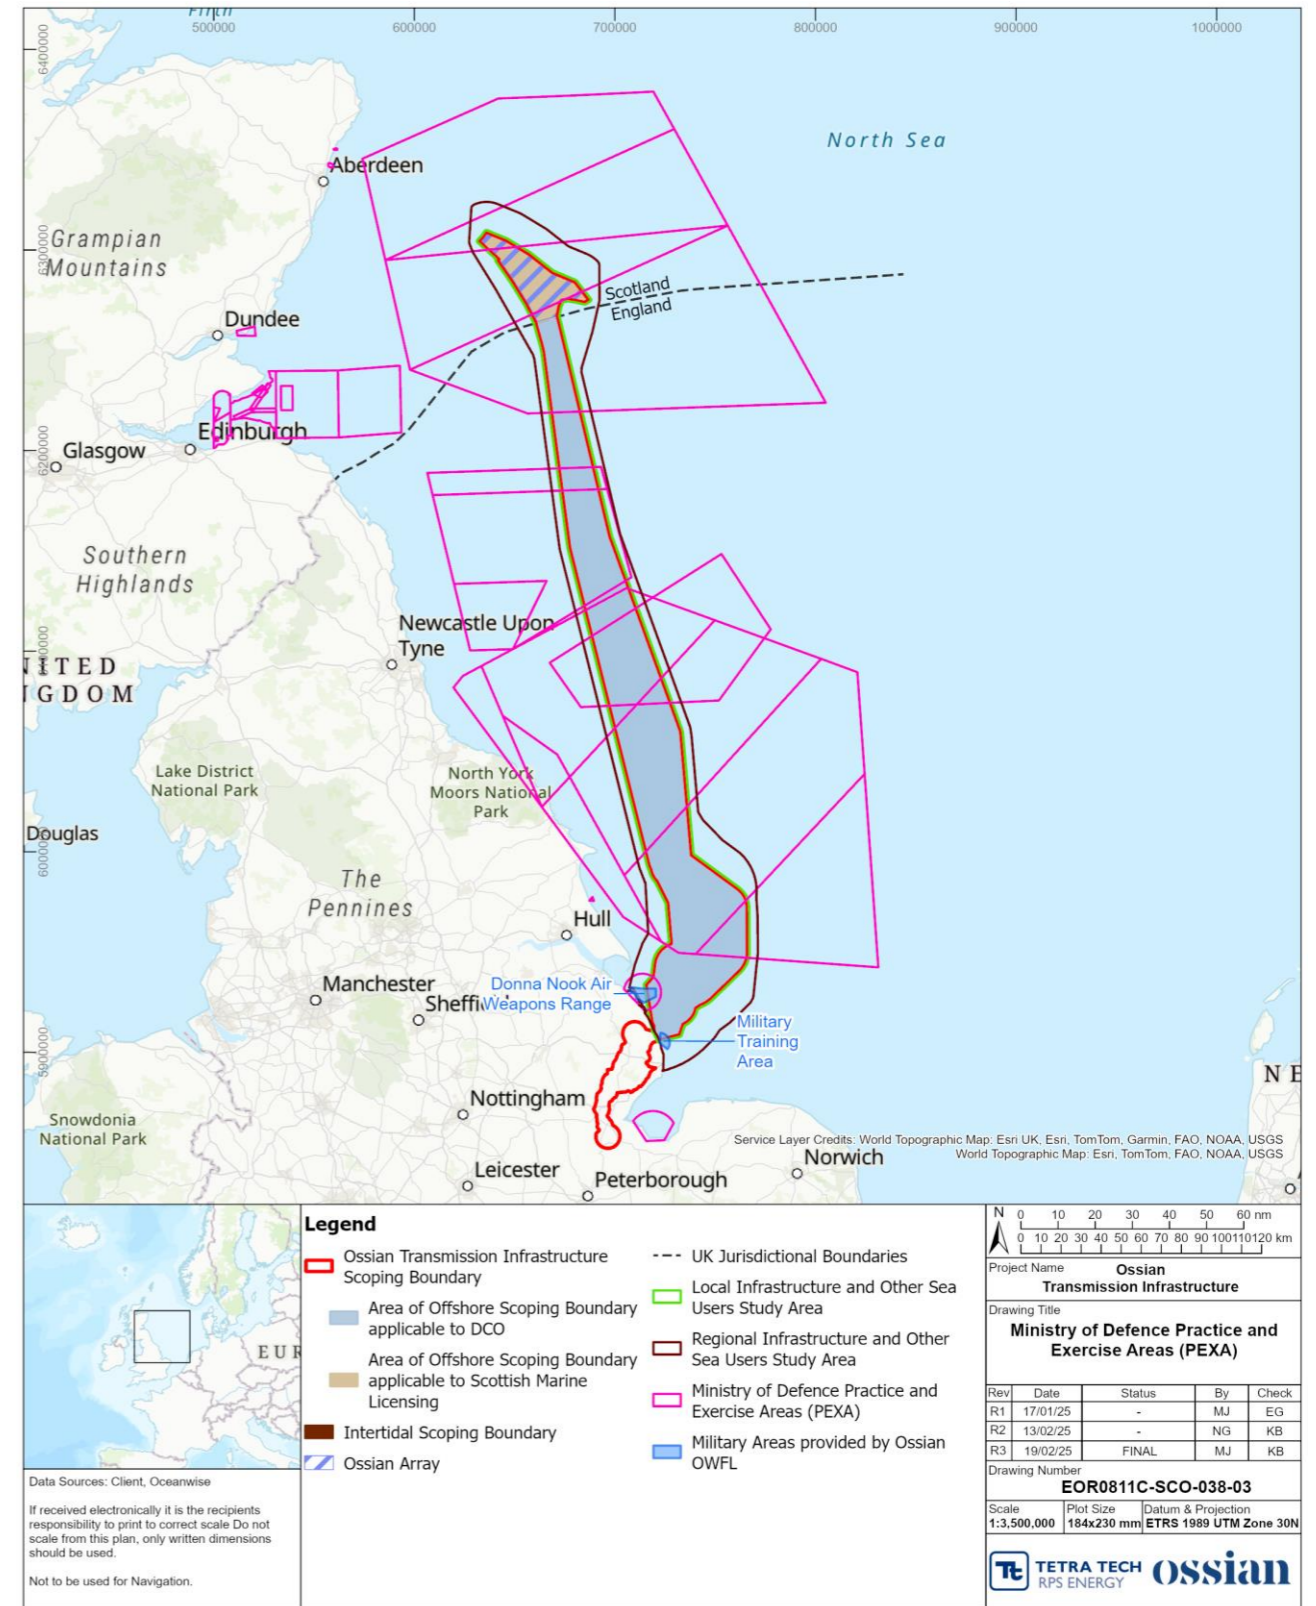 Firth
500000
600000
700000
800000
900000
1000000
6400000
North Sea
Aberdeen
Grampian
Mountains
6300000
Scotland
England
Dundee
Edinburgh
Glasgow
6200000
Southern
Highlands
Newcastle Upon
Tyne
NITED
NGDOM
Lake District
National Park
North York
Moors National
Park
Douglas
6000000
The
Pennines
Hull
Manchester
Donna Nook Air
Weapons Range
Military
Training
Area
5900000
NE
Nottingham
Snowdonia
National Park
Service Layer Credits: World Topographic Map: Esri UK, Esri, TomTom, Garmin, FAO, NOAA, USGS
World Topographic Map: Esri, TomTom, FAO, NOAA, USGS
Norwich
Leicester
Peterborough
EUR
Data Sources: Client, Oceanwise
If received electronically it is the recipients
responsibility to print to correct scale Do not
scale from this plan, only written dimensions
should be used.
Not to be used for Navigation.
Legend
Ossian Transmission Infrastructure
Scoping Boundary
Area of Offshore Scoping Boundary
applicable to DCO
Area of Offshore Scoping Boundary
applicable to Scottish Marine
Licensing
Intertidal Scoping Boundary
Ossian Array
UK Jurisdictional Boundaries
Local Infrastructure and Other Sea
Users Study Area
Regional Infrastructure and Other
Sea Users Study Area
Ministry of Defence Practice and
Exercise Areas (PEXA)
Military Areas provided by Ossian
OWFL
N
0 10 20 30 40 50 60 nm
0 10 20 30 40 50 60 70 80 90 100110120 km
Project Name
Ossian
Transmission Infrastructure
Drawing Title
Ministry of Defence Practice and
Exercise Areas (PEXA)
Rev Date Status By Check
R1 17/01/25 - MJ EG
R2 13/02/25 - NG KB
R3 19/02/25 FINAL MJ KB
Drawing Number
EOR0811C-SCO-038-03
Scale Plot Size Datum & Projection
1:3,500,000 184x230 mm ETRS 1989 UTM Zone 30N
Tt TETRA TECH
RPS ENERGY
ossian